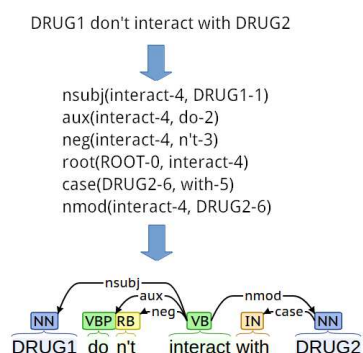 DRUG1 don't interact with DRUG2
nsubj(interact-4, DRUG1-1)
aux(interact-4, do-2)
neg(interact-4, n't-3)
root(ROOT-0, interact-4)
case(DRUG2-6, with-5)
nmod(interact-4, DRUG2-6)
nsubj
aux nmod
neg case
NN VBP RB VB IN NN
DRUG1 do n't interact with DRUG2